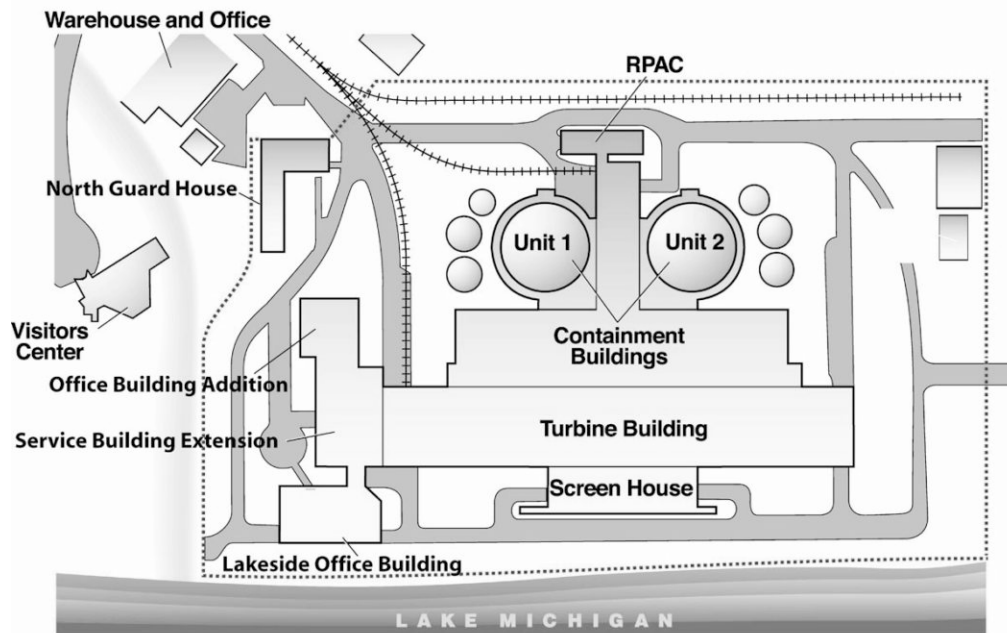 Warehouse and Office
RPAC
North Guard House
Unit 1
Unit 2
Visitors
Center
Containment
Buildings
Office Building Addition
Turbine Building
Service Building Extension
Screen House
Lakeside Office Building
LAKE MICHIGAN